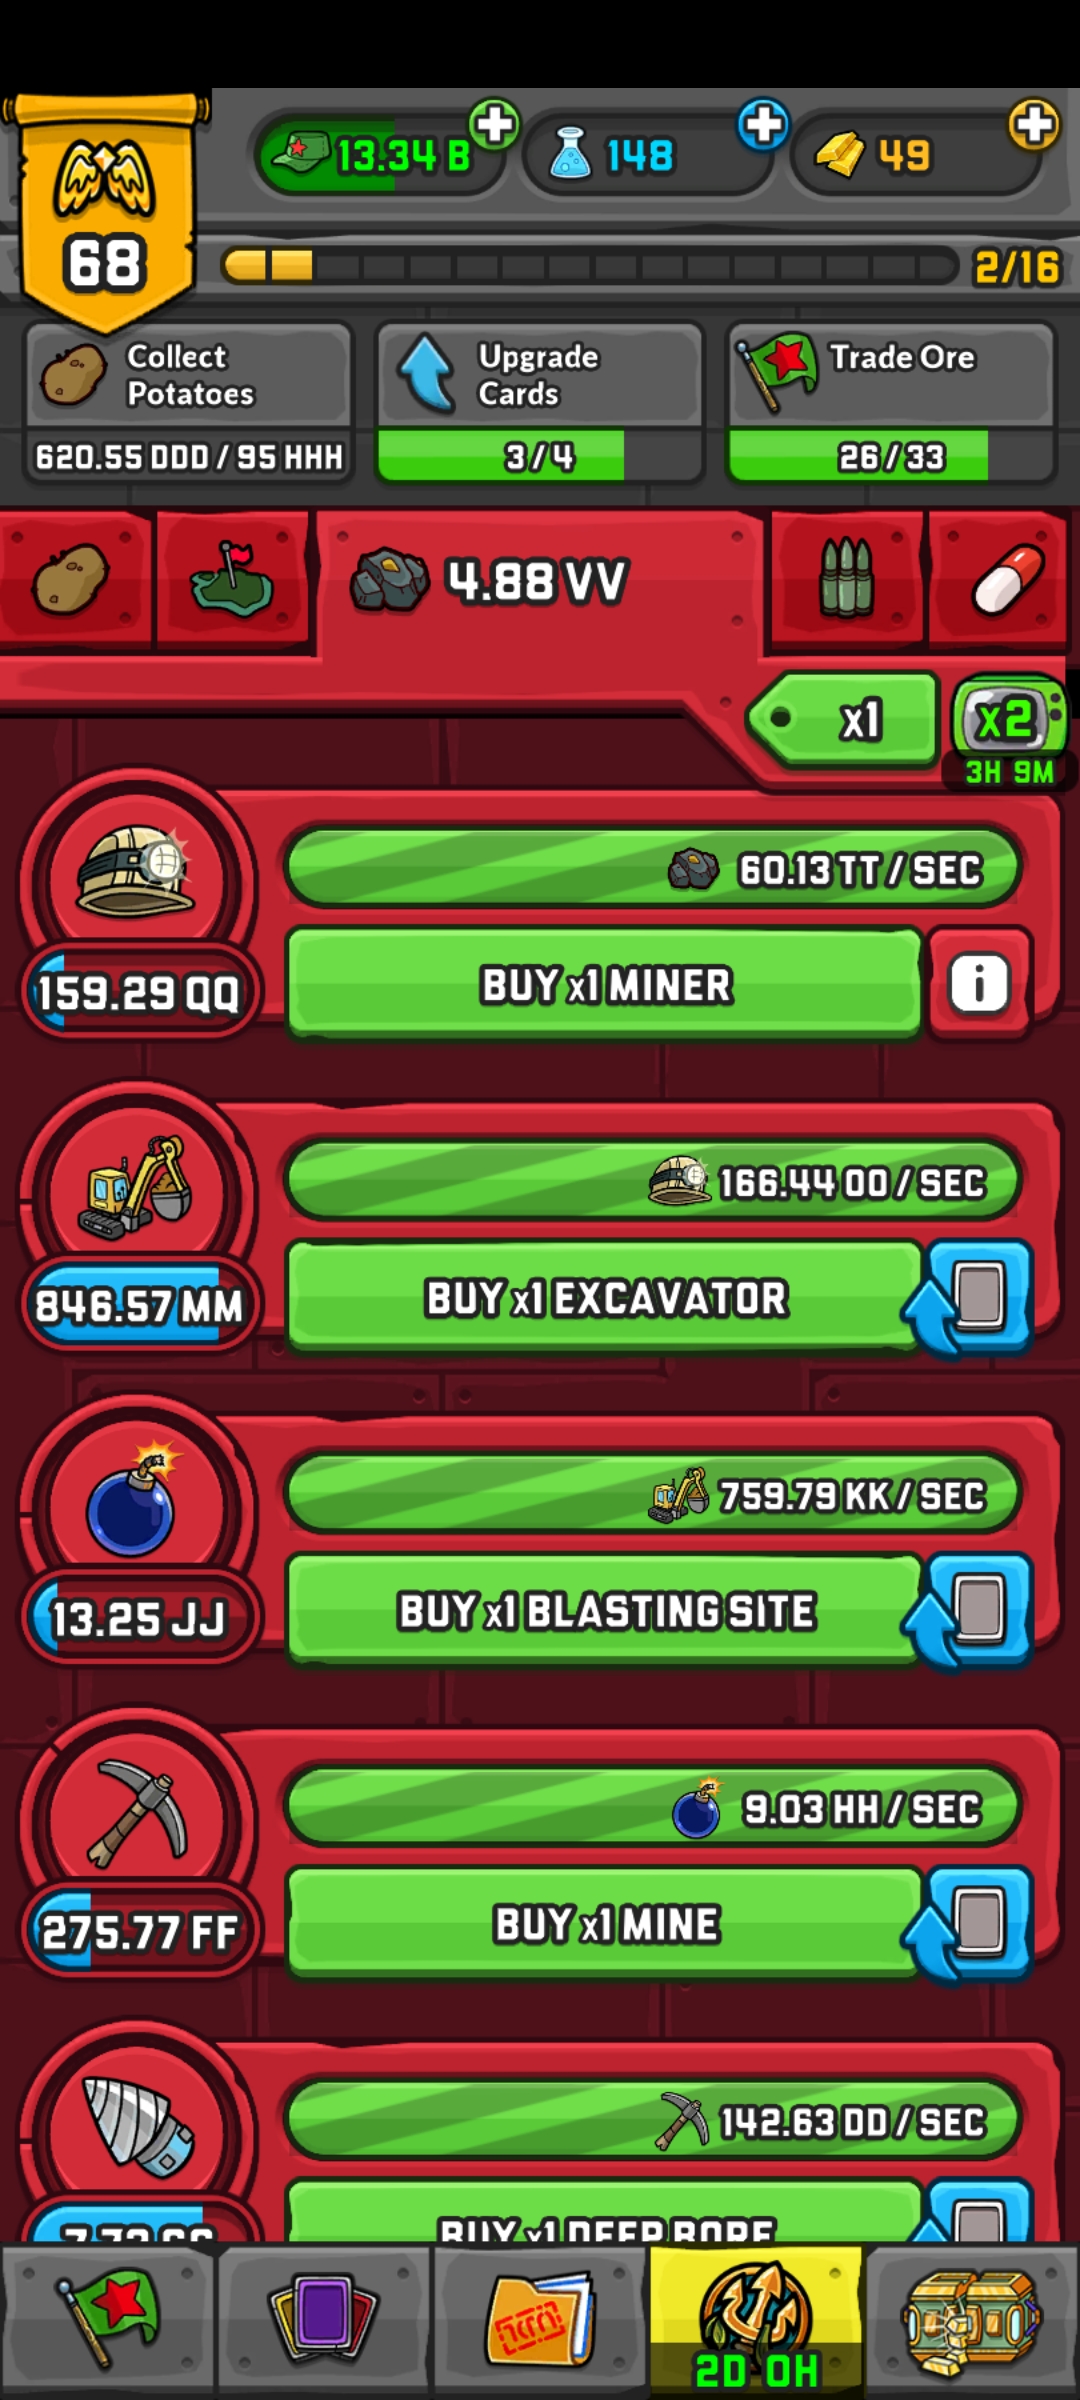 13.34 B
148
49
68
2/16
Collect
Potatoes
620.55 DDD / 95 HHH
Upgrade
Cards
3/4
Trade Ore
26/33
4.88 VV
x1
x2
3H 9M
60.13 TT / SEC
159.29 QQ
BUY x1 MINER
i
166.44 OO / SEC
846.57 MM
BUY x1 EXCAVATOR
759.79 KK / SEC
13.25 JJ
BUY x1 BLASTING SITE
9.03 HH / SEC
275.77 FF
BUY x1 MINE
142.63 DD / SEC
BUY x1 DEEP BORE
2D 0H